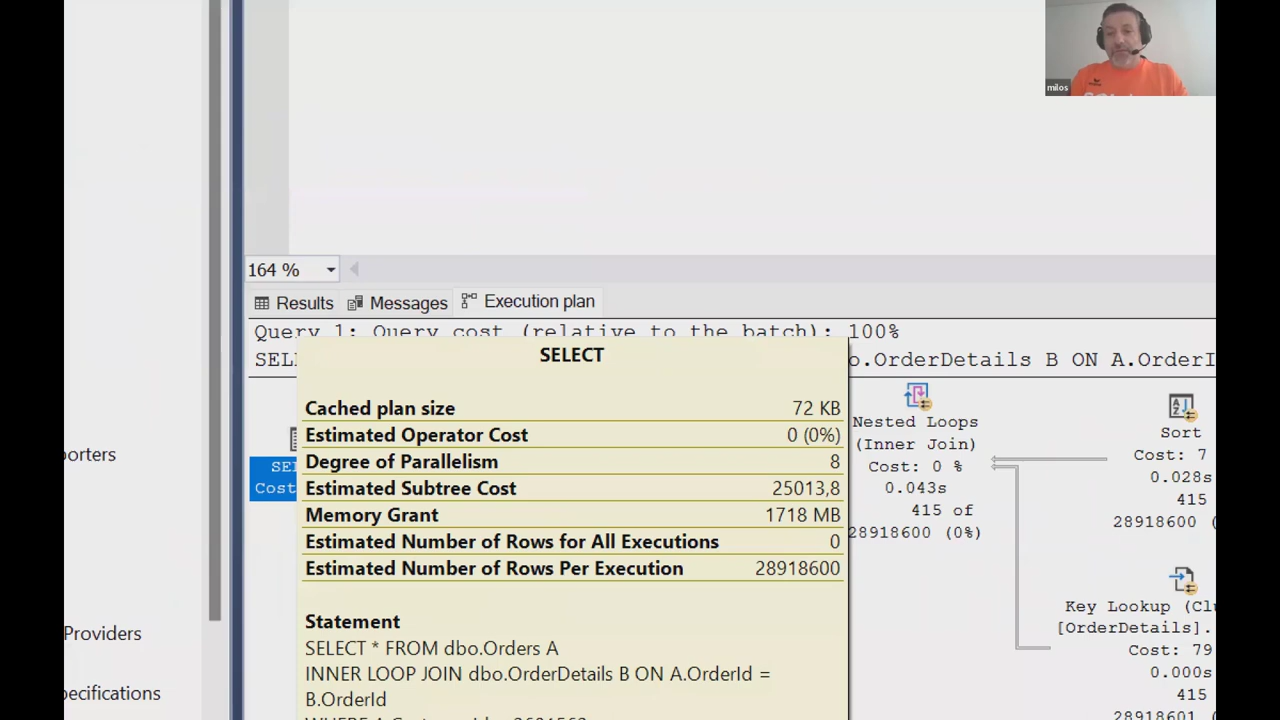 milos
164 %
Results Messages Execution plan
Query 1: Query cost (relative to the batch): 100%
SEL
o.OrderDetails B ON A.OrderI
SELECT
Cached plan size 72 KB
Estimated Operator Cost 0 (0%)
Degree of Parallelism 8
Estimated Subtree Cost 25013,8
Memory Grant 1718 MB
Estimated Number of Rows for All Executions 0
Estimated Number of Rows Per Execution 28918600
Statement
SELECT * FROM dbo.Orders A
INNER LOOP JOIN dbo.OrderDetails B ON A.OrderId =
B.OrderId
SEL
Cost
Nested Loops
(Inner Join)
Cost: 0 %
0.043s
415 of
28918600 (0%)
Sort
Cost: 7
0.028s
415
28918600 (
Key Lookup (Clu
[OrderDetails].
Cost: 79
0.000s
415
28918601 (
orters
Providers
pecifications